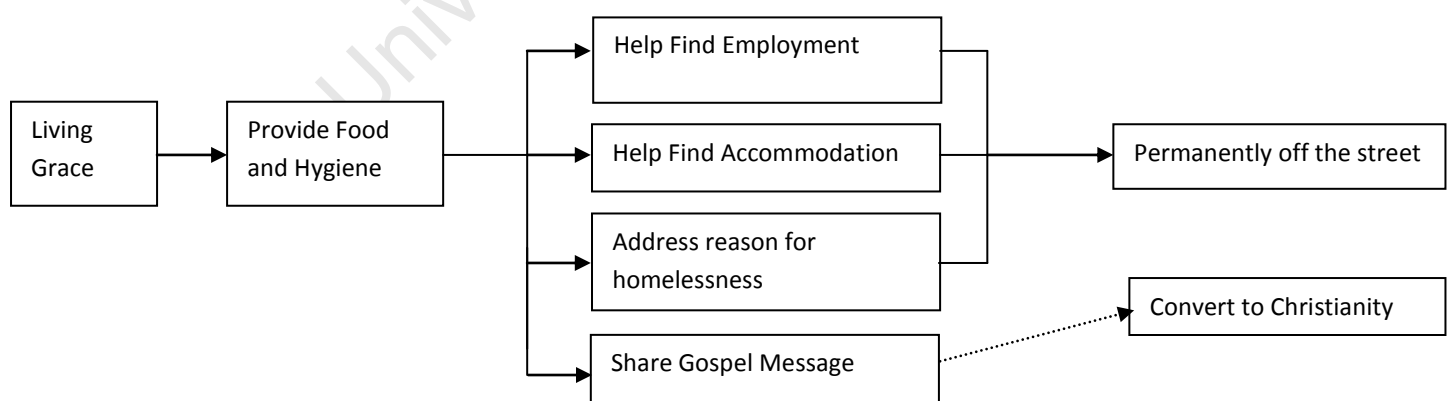 Living
Grace
Provide Food
and Hygiene
Help Find Employment
Help Find Accommodation
Address reason for
homelessness
Share Gospel Message
Permanently off the street
Convert to Christianity
Univ